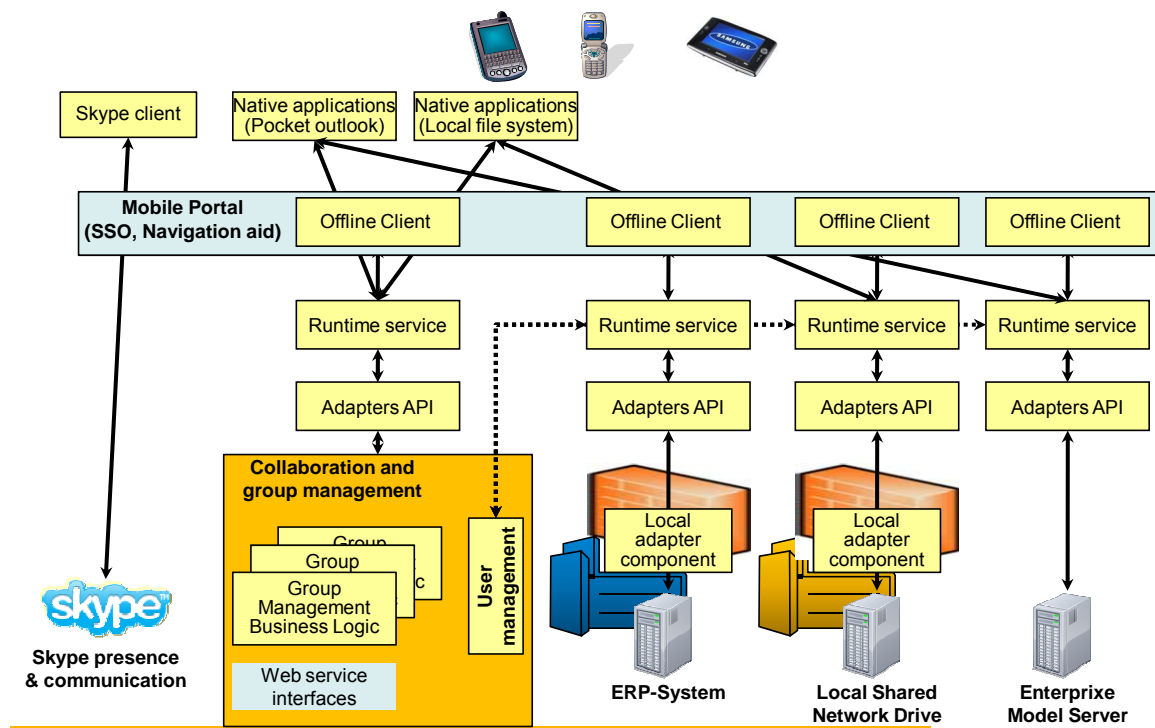 SAMSUNG
Skype client
Native applications
(Pocket outlook)
Native applications
(Local file system)
Mobile Portal
(SSO, Navigation aid)
Offline Client
Offline Client
Offline Client
Offline Client
Runtime service
Runtime service
Runtime service
Runtime service
Adapters API
Adapters API
Adapters API
Adapters API
Collaboration and
group management
Group
Group
Group
Management
Business Logic
User
management
Web service
interfaces
Local
adapter
component
Local
adapter
component
skype
TM
Skype presence
& communication
ERP-System
Local Shared
Network Drive
Enterprixe
Model Server